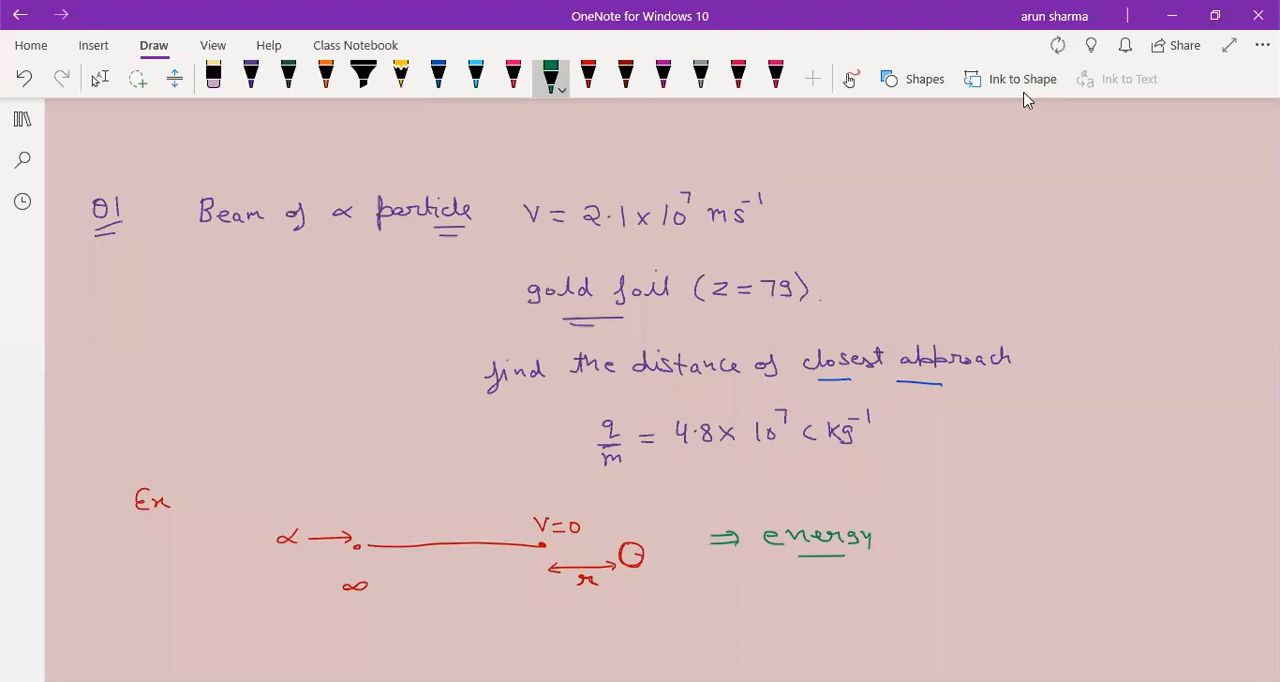 OneNote for Windows 10
arun sharma
Home Insert Draw View Help Class Notebook
Share
Shapes Ink to Shape Ink to Text
Q1 Beam of α particle V = 2.1 × 10⁷ ms⁻¹
gold foil (Z = 79).
find the distance of closest approach
q/m = 4.8 × 10⁷ C kg⁻¹
α → V=0 ⇒ energy
r
∞